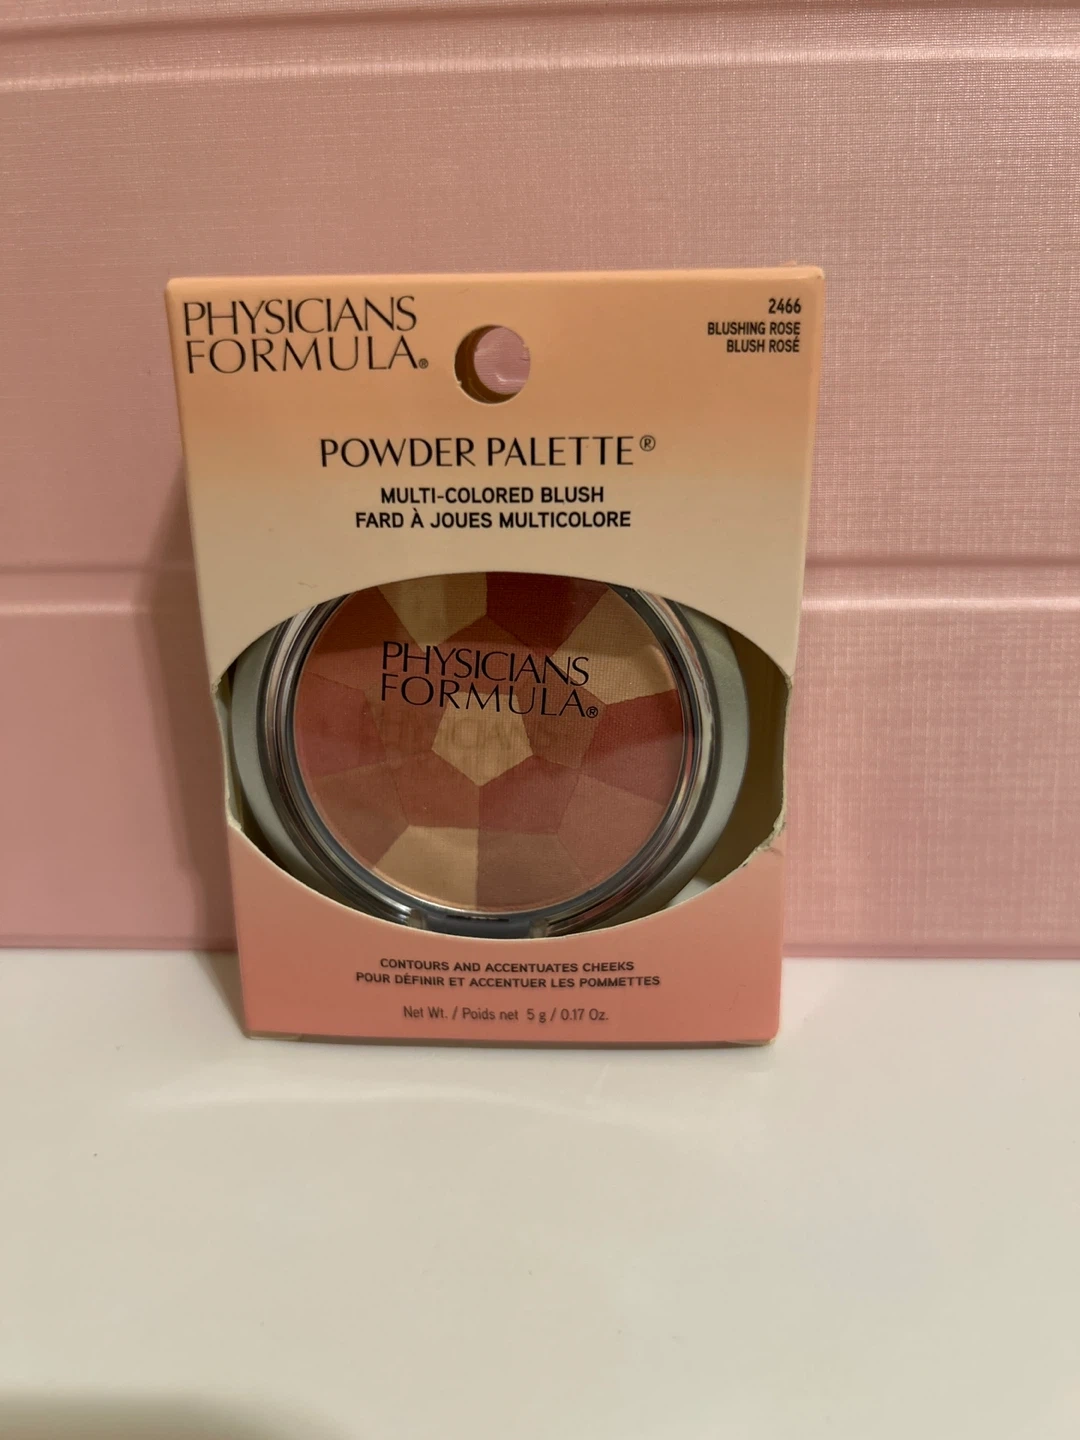 PHYSICIANS
FORMULA®
2466
BLUSHING ROSE
BLUSH ROSÉ
POWDER PALETTE®
MULTI-COLORED BLUSH
FARD À JOUES MULTICOLORE
PHYSICIANS
FORMULA®
CONTOURS AND ACCENTUATES CHEEKS
POUR DÉFINIR ET ACCENTUER LES POMMETTES
Net Wt. / Poids net 5 g / 0.17 Oz.